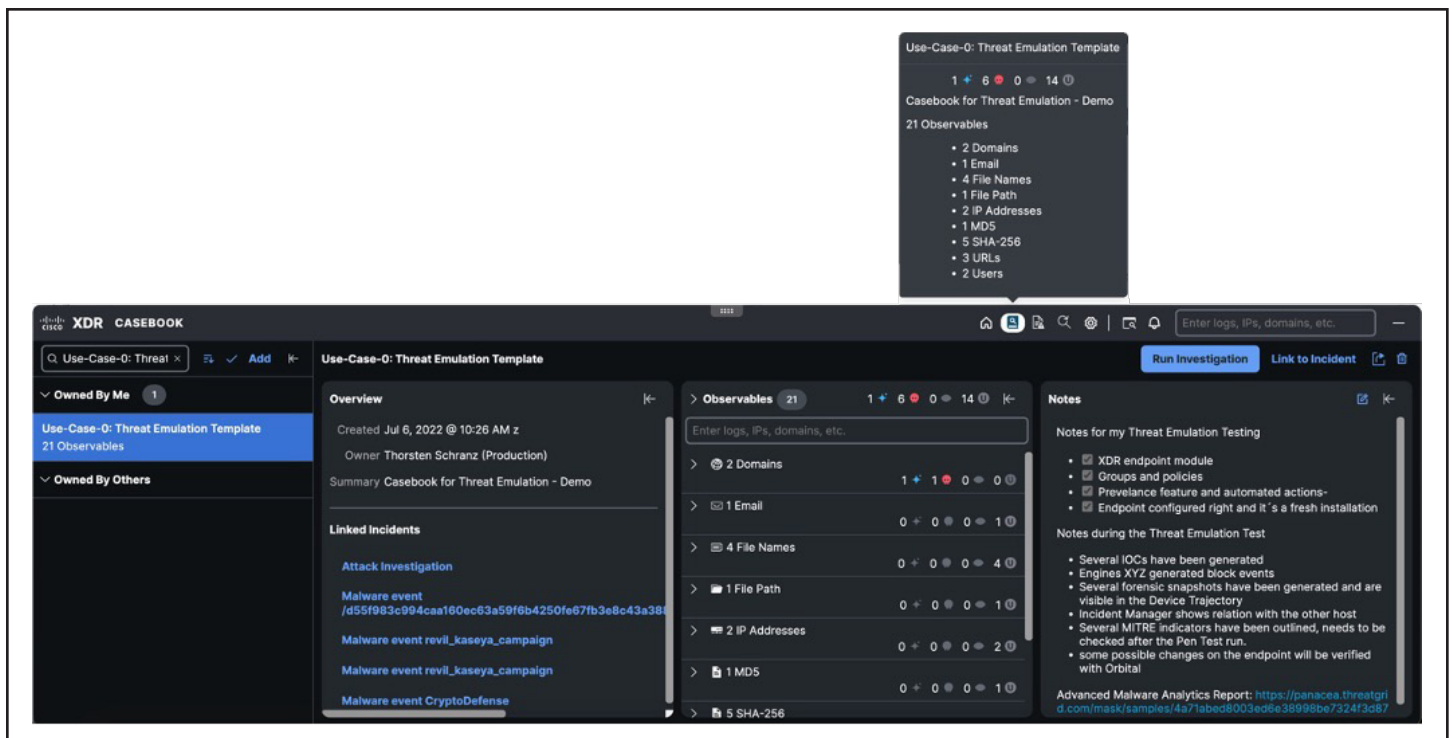 Use-Case-0: Threat Emulation Template
1 6 0 14
Casebook for Threat Emulation - Demo
21 Observables
• 2 Domains
• 1 Email
• 4 File Names
• 1 File Path
• 2 IP Addresses
• 1 MD5
• 5 SHA-256
• 3 URLs
• 2 Users
CISCO XDR CASEBOOK
Enter logs, IPs, domains, etc.
Use-Case-0: Threat
Add
Owned By Me 1
Use-Case-0: Threat Emulation Template
21 Observables
Owned By Others
Use-Case-0: Threat Emulation Template
Run Investigation
Link to Incident
Overview
Created Jul 6, 2022 @ 10:26 AM z
Owner Thorsten Schranz (Production)
Summary Casebook for Threat Emulation - Demo
Linked Incidents
Attack Investigation
Malware event
/d55f983c994caa160ec63a59f6b4250fe67fb3e8c43a388
Malware event revil_kaseya_campaign
Malware event revil_kaseya_campaign
Malware event CryptoDefense
Observables 21 1 6 0 14
Enter logs, IPs, domains, etc.
2 Domains
1 1 0 0
1 Email
0 0 0 1
4 File Names
0 0 0 4
1 File Path
0 0 0 1
2 IP Addresses
0 0 0 2
1 MD5
0 0 0 1
5 SHA-256
Notes
Notes for my Threat Emulation Testing
• XDR endpoint module
• Groups and policies
• Prevelance feature and automated actions-
• Endpoint configured right and it´s a fresh installation
Notes during the Threat Emulation Test
• Several IOCs have been generated
• Engines XYZ generated block events
• Several forensic snapshots have been generated and are
visible in the Device Trajectory
• Incident Manager shows relation with the other host
• Several MITRE indicators have been outlined, needs to be
checked after the Pen Test run.
• some possible changes on the endpoint will be verified
with Orbital
Advanced Malware Analytics Report: https://panacea.threatgri
d.com/mask/samples/4a71abed8003ed6e38998be7324f3d87